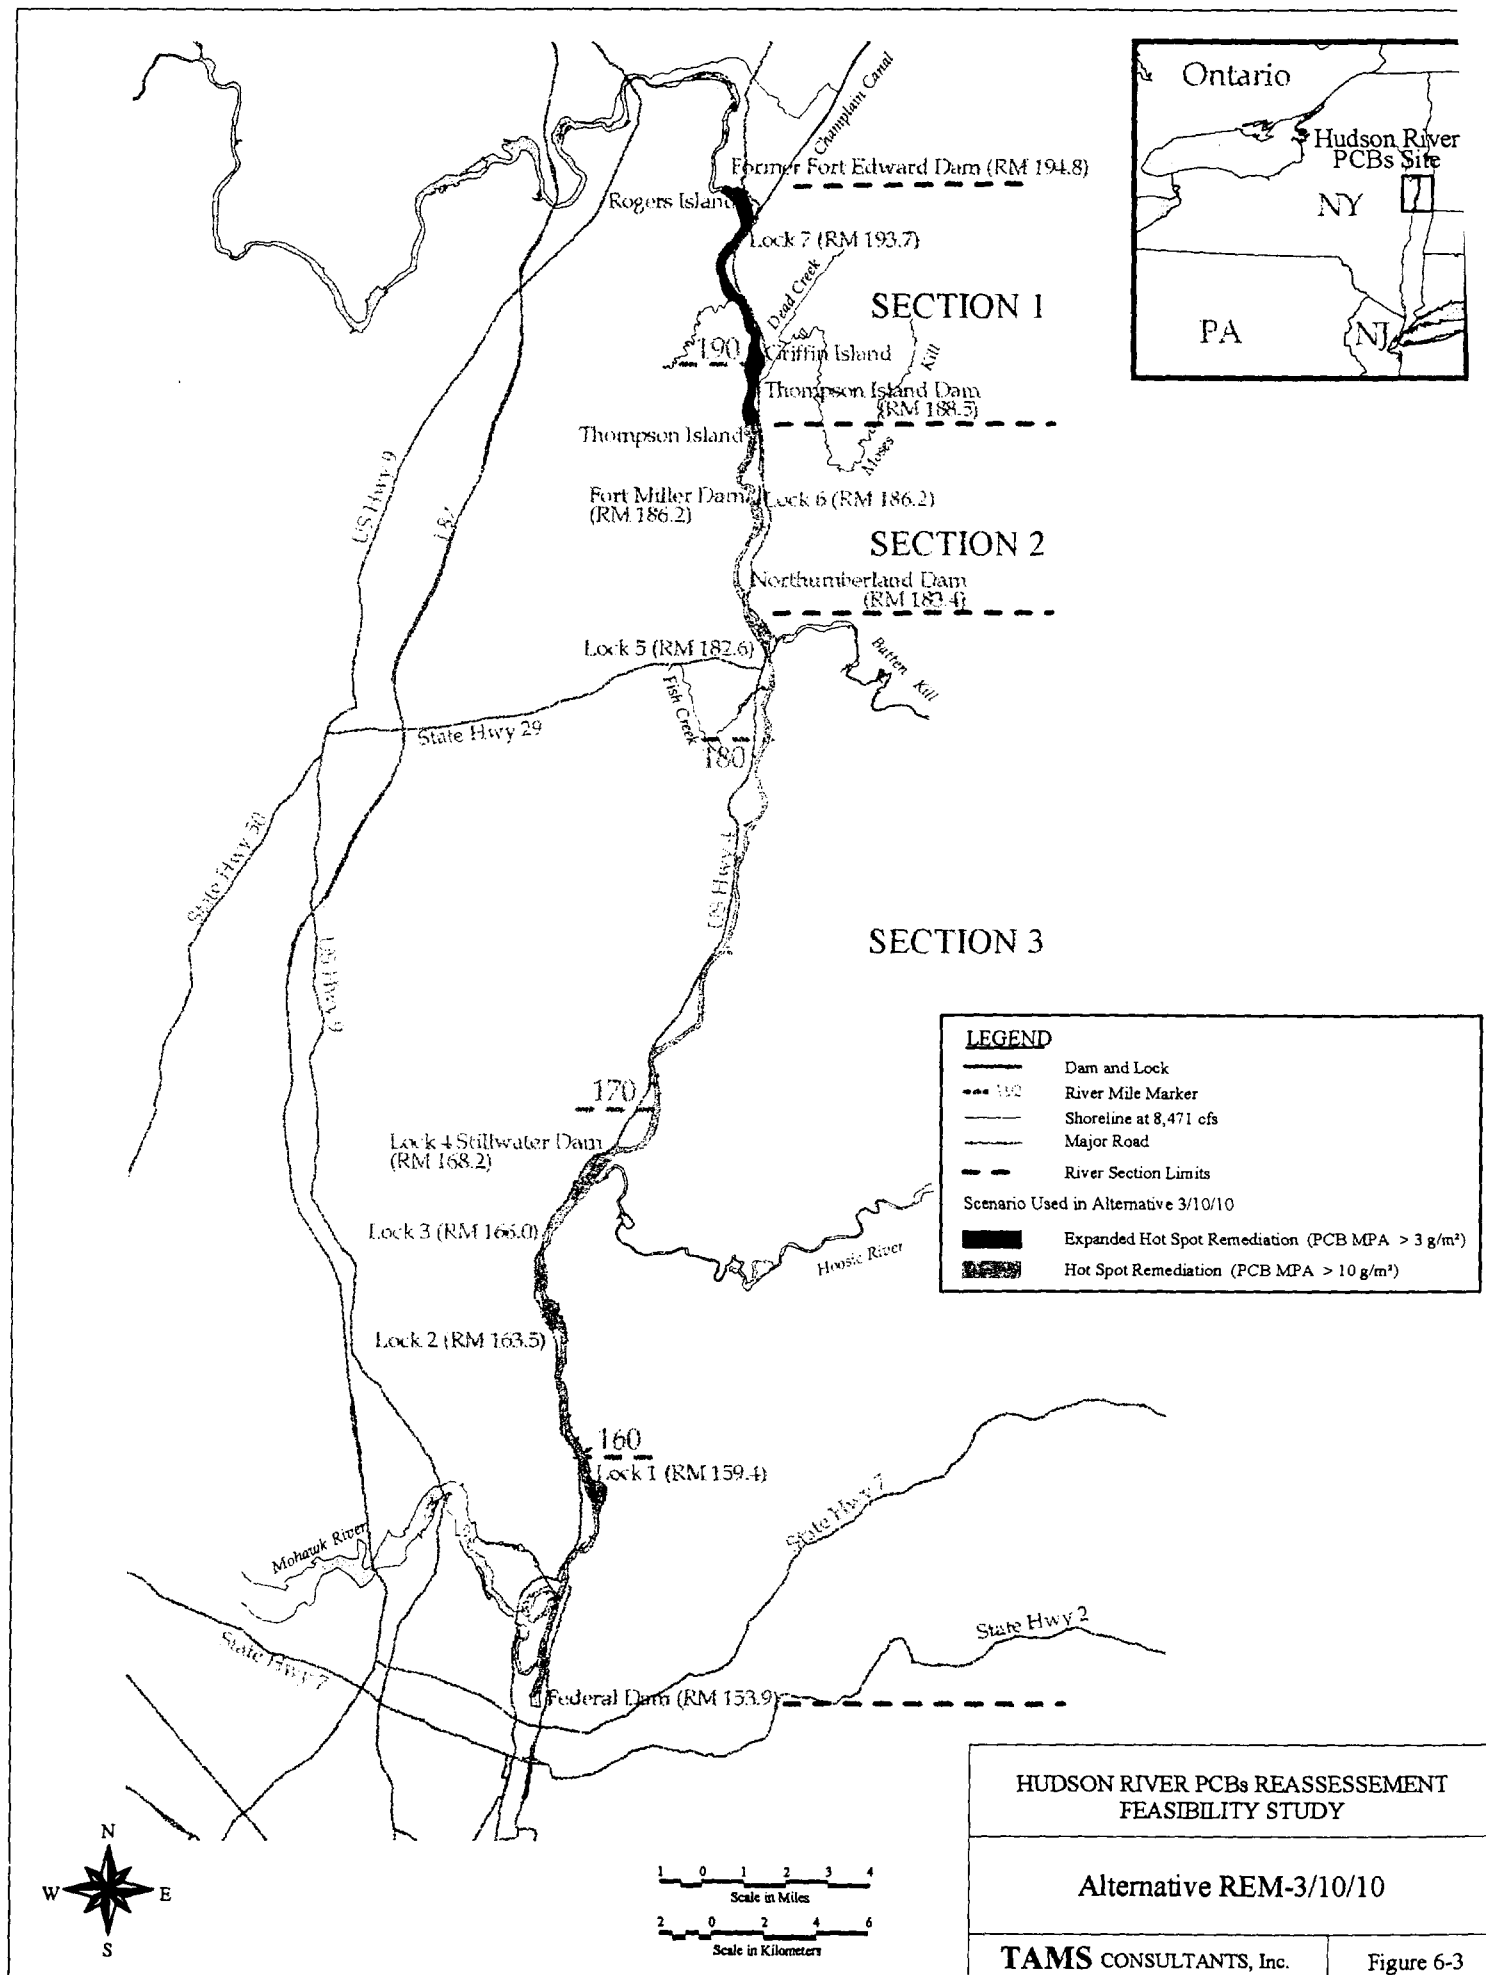 Ontario
Hudson River
PCBs Site
NY
PA
NJ
Champlain Canal
Former Fort Edward Dam (RM 194.8)
Rogers Island
Lock 7 (RM 193.7)
Dead Creek
SECTION 1
190
Griffin Island
Kill
Thompson Island Dam
(RM 188.5)
Thompson Island
Moses
US Hwy 9
I 87
Fort Miller Dam
(RM 186.2)
Lock 6 (RM 186.2)
SECTION 2
Northumberland Dam
(RM 183.4)
Lock 5 (RM 182.6)
Batten Kill
Fish Creek
State Hwy 29
180
State Hwy 50
US Hwy 4
US Hwy 9
SECTION 3
LEGEND
Dam and Lock
190 River Mile Marker
Shoreline at 8,471 cfs
Major Road
River Section Limits
Scenario Used in Alternative 3/10/10
Expanded Hot Spot Remediation (PCB MPA > 3 g/m²)
Hot Spot Remediation (PCB MPA > 10 g/m²)
170
Lock 4 Stillwater Dam
(RM 168.2)
Lock 3 (RM 166.0)
Hoosic River
Lock 2 (RM 163.5)
160
Lock 1 (RM 159.4)
State Hwy 7
Mohawk River
State Hwy 2
State Hwy 7
Federal Dam (RM 153.9)
HUDSON RIVER PCBs REASSESSEMENT
FEASIBILITY STUDY
Alternative REM-3/10/10
TAMS CONSULTANTS, Inc.
Figure 6-3
N
W E
S
1 0 1 2 3 4
Scale in Miles
2 0 2 4 6
Scale in Kilometers